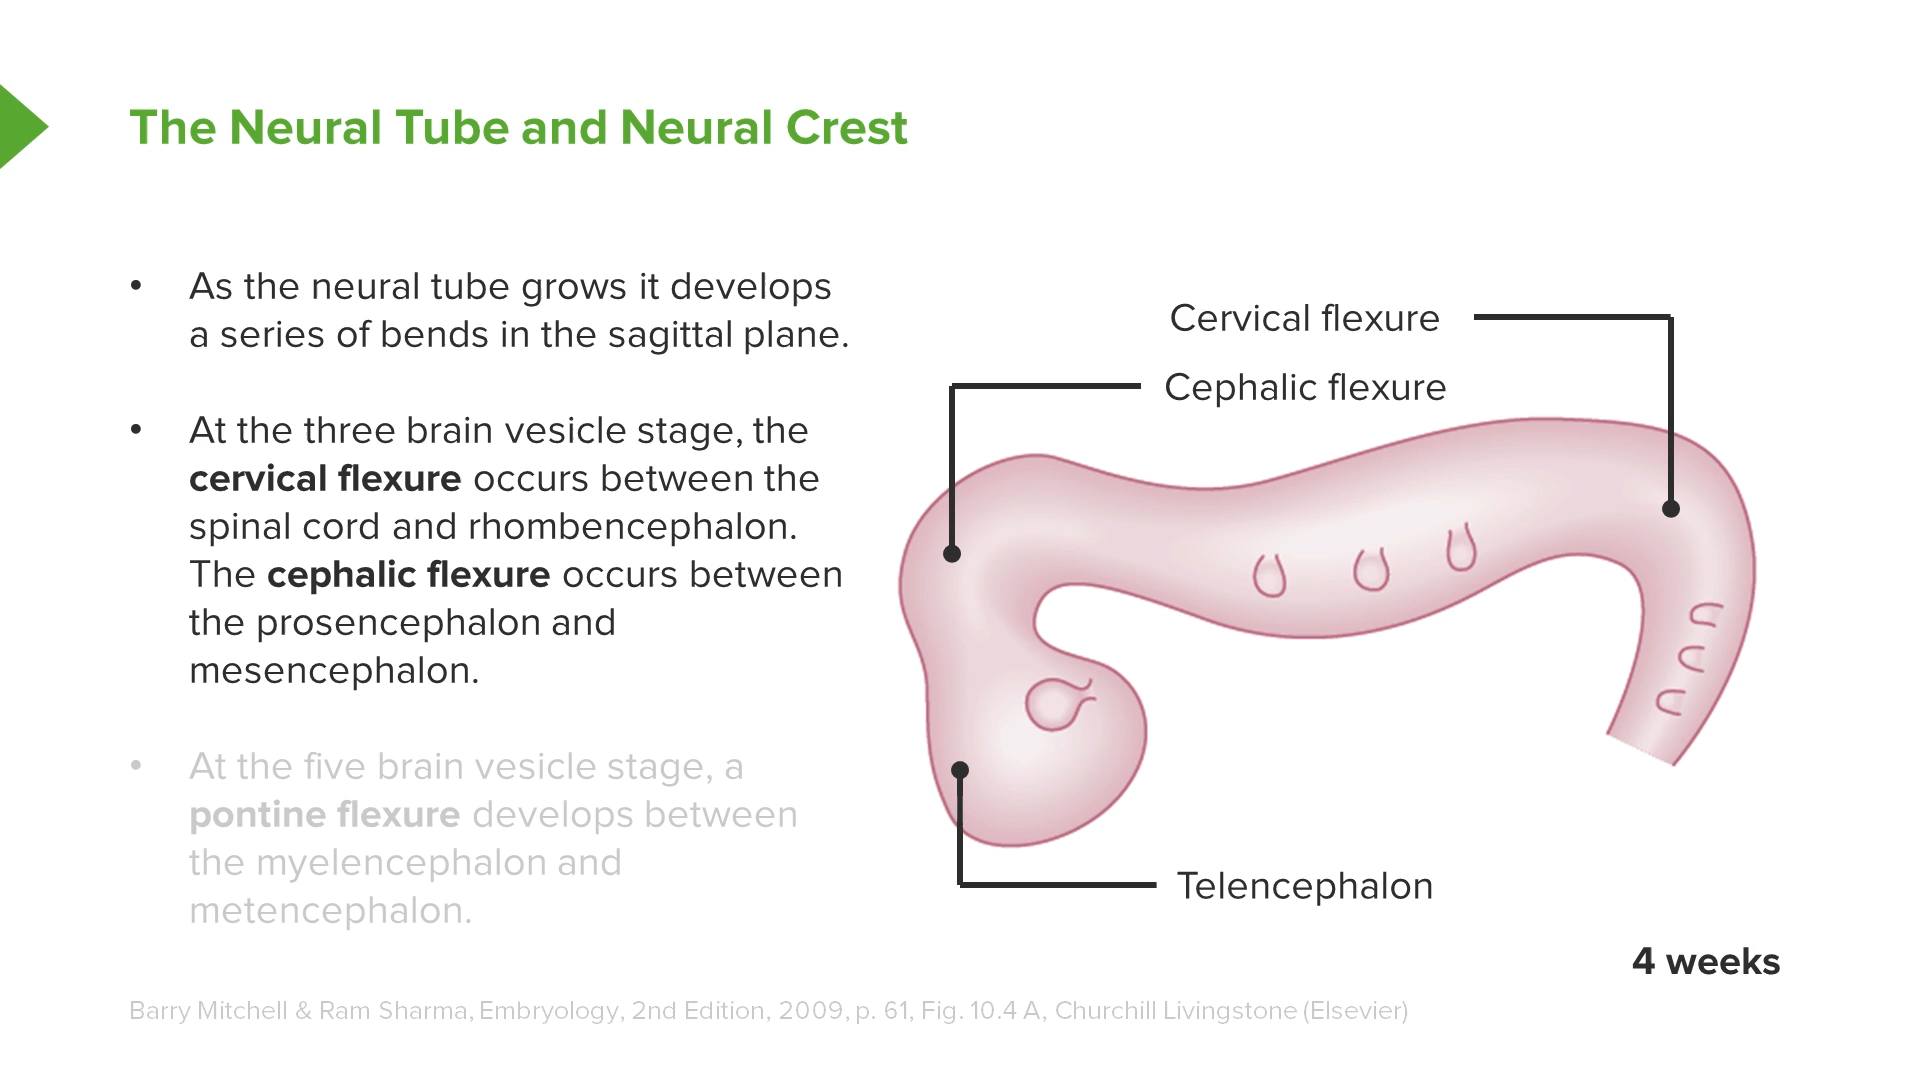 The Neural Tube and Neural Crest
• As the neural tube grows it develops
a series of bends in the sagittal plane.
• At the three brain vesicle stage, the
cervical flexure occurs between the
spinal cord and rhombencephalon.
The cephalic flexure occurs between
the prosencephalon and
mesencephalon.
• At the five brain vesicle stage, a
pontine flexure develops between
the myelencephalon and
metencephalon.
Cervical flexure
Cephalic flexure
Telencephalon
4 weeks
Barry Mitchell & Ram Sharma, Embryology, 2nd Edition, 2009, p. 61, Fig. 10.4 A, Churchill Livingstone (Elsevier)